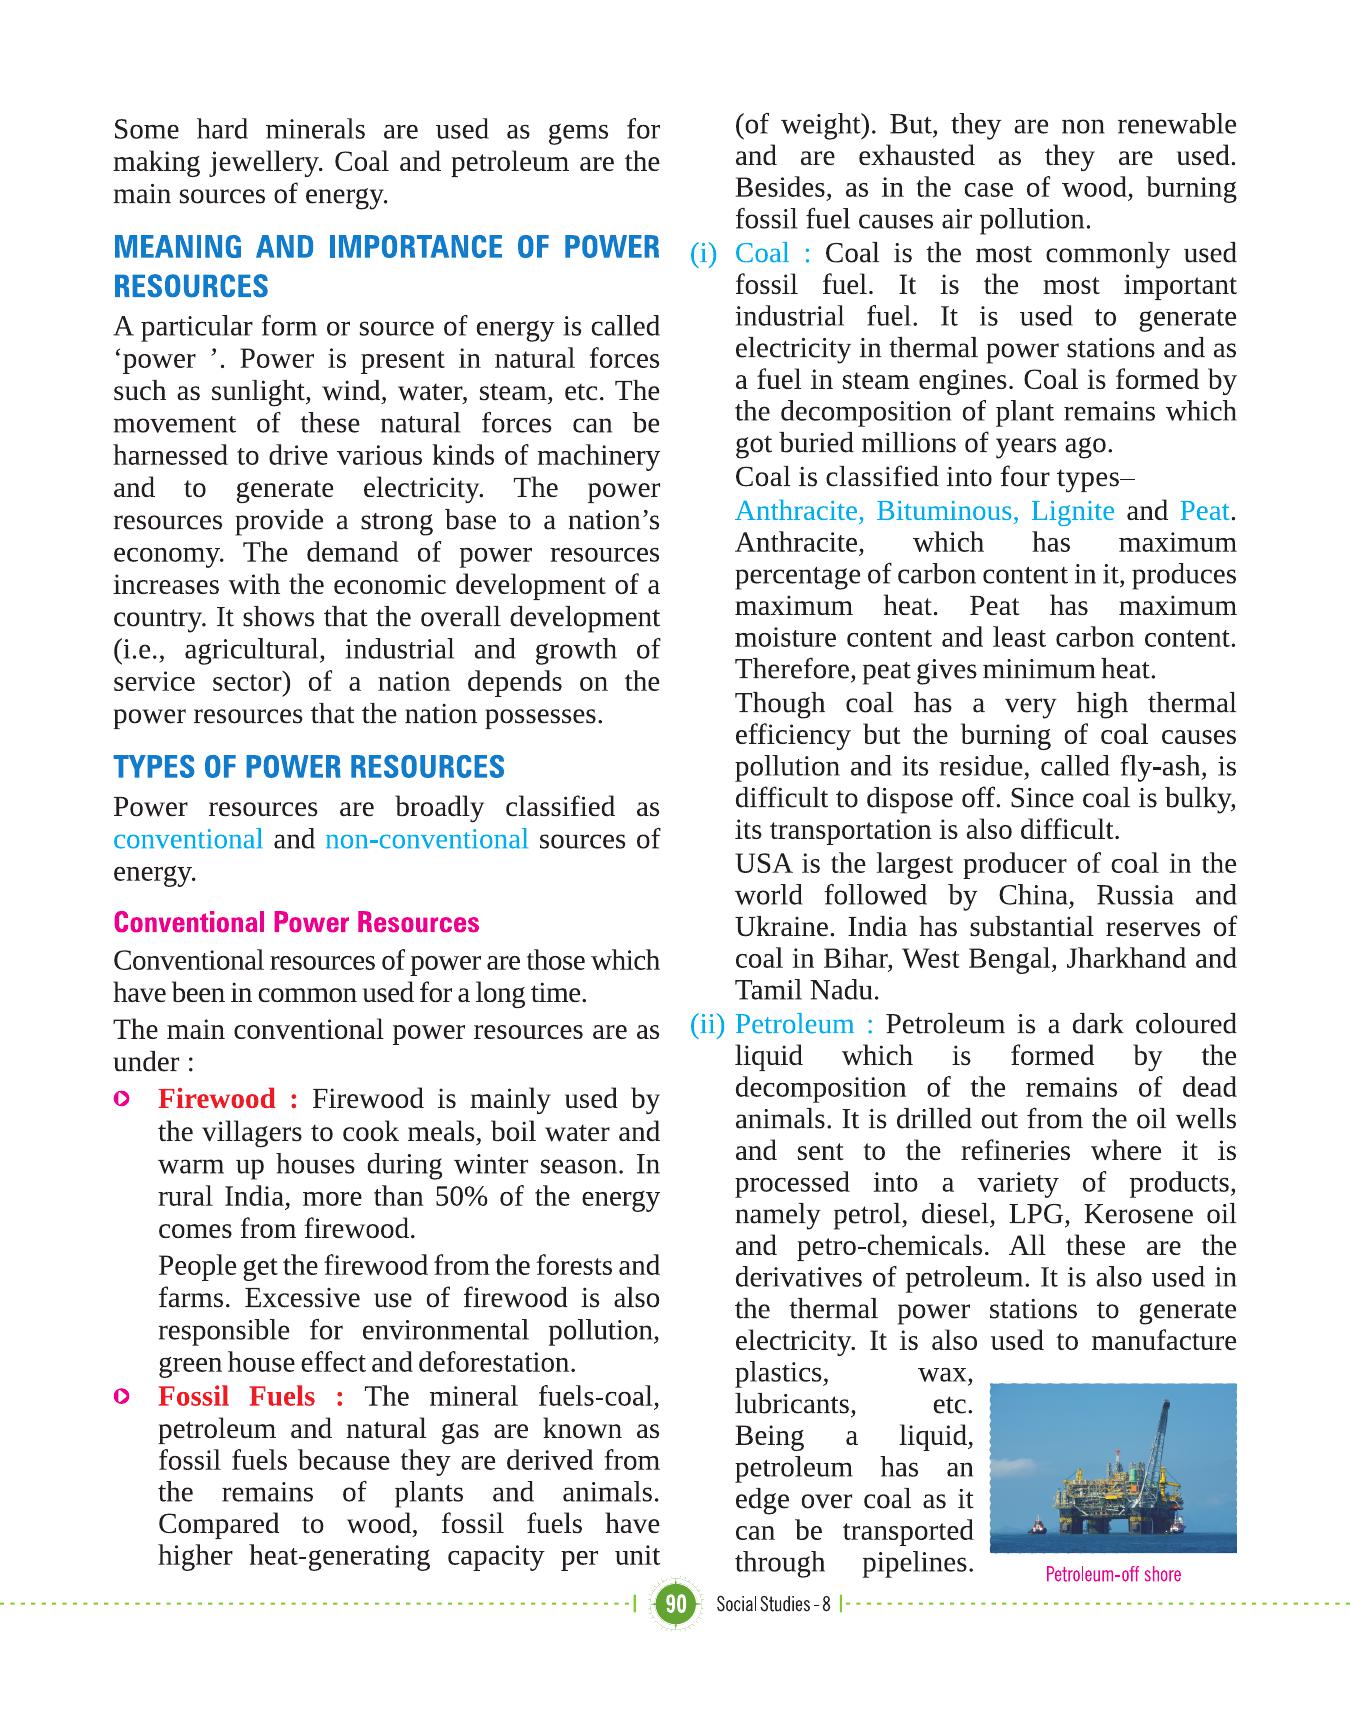 Some hard minerals are used as gems for
making jewellery. Coal and petroleum are the
main sources of energy.
MEANING AND IMPORTANCE OF POWER
RESOURCES
A particular form or source of energy is called
‘power ’. Power is present in natural forces
such as sunlight, wind, water, steam, etc. The
movement of these natural forces can be
harnessed to drive various kinds of machinery
and to generate electricity. The power
resources provide a strong base to a nation’s
economy. The demand of power resources
increases with the economic development of a
country. It shows that the overall development
(i.e., agricultural, industrial and growth of
service sector) of a nation depends on the
power resources that the nation possesses.
TYPES OF POWER RESOURCES
Power resources are broadly classified as
conventional and non-conventional sources of
energy.
Conventional Power Resources
Conventional resources of power are those which
have been in common used for a long time.
The main conventional power resources are as
under :
Firewood : Firewood is mainly used by
the villagers to cook meals, boil water and
warm up houses during winter season. In
rural India, more than 50% of the energy
comes from firewood.
People get the firewood from the forests and
farms. Excessive use of firewood is also
responsible for environmental pollution,
green house effect and deforestation.
Fossil Fuels : The mineral fuels-coal,
petroleum and natural gas are known as
fossil fuels because they are derived from
the remains of plants and animals.
Compared to wood, fossil fuels have
higher heat-generating capacity per unit
(of weight). But, they are non renewable
and are exhausted as they are used.
Besides, as in the case of wood, burning
fossil fuel causes air pollution.
(i) Coal : Coal is the most commonly used
fossil fuel. It is the most important
industrial fuel. It is used to generate
electricity in thermal power stations and as
a fuel in steam engines. Coal is formed by
the decomposition of plant remains which
got buried millions of years ago.
Coal is classified into four types–
Anthracite, Bituminous, Lignite and Peat.
Anthracite, which has maximum
percentage of carbon content in it, produces
maximum heat. Peat has maximum
moisture content and least carbon content.
Therefore, peat gives minimum heat.
Though coal has a very high thermal
efficiency but the burning of coal causes
pollution and its residue, called fly-ash, is
difficult to dispose off. Since coal is bulky,
its transportation is also difficult.
USA is the largest producer of coal in the
world followed by China, Russia and
Ukraine. India has substantial reserves of
coal in Bihar, West Bengal, Jharkhand and
Tamil Nadu.
(ii) Petroleum : Petroleum is a dark coloured
liquid which is formed by the
decomposition of the remains of dead
animals. It is drilled out from the oil wells
and sent to the refineries where it is
processed into a variety of products,
namely petrol, diesel, LPG, Kerosene oil
and petro-chemicals. All these are the
derivatives of petroleum. It is also used in
the thermal power stations to generate
electricity. It is also used to manufacture
plastics, wax,
lubricants, etc.
Being a liquid,
petroleum has an
edge over coal as it
can be transported
through pipelines.
Petroleum-off shore
90 Social Studies - 8